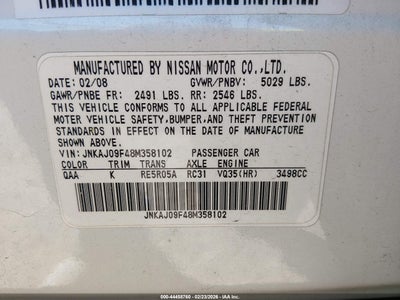 MANUFACTURED BY NISSAN MOTOR CO.,LTD.
DATE: 02/08 GVWR/PNBV: 5029 LBS.
GAWR/PNBE FR: 2491 LBS. RR: 2546 LBS.
THIS VEHICLE CONFORMS TO ALL APPLICABLE FEDERAL
MOTOR VEHICLE SAFETY,BUMPER,AND THEFT PREVENTION
STANDARDS IN EFFECT ON THE DATE OF MANUFACTURE
SHOWN ABOVE.
VIN: JNKAJ09F48M358102 PASSENGER CAR
COLOR TRIM TRANS AXLE ENGINE
QAA K RE5R05A RC31 VQ35(HR) 3498CC
JNKAJ09F48M358102
000-44458760 - 02/23/2026 - IAA Holdings, LLC